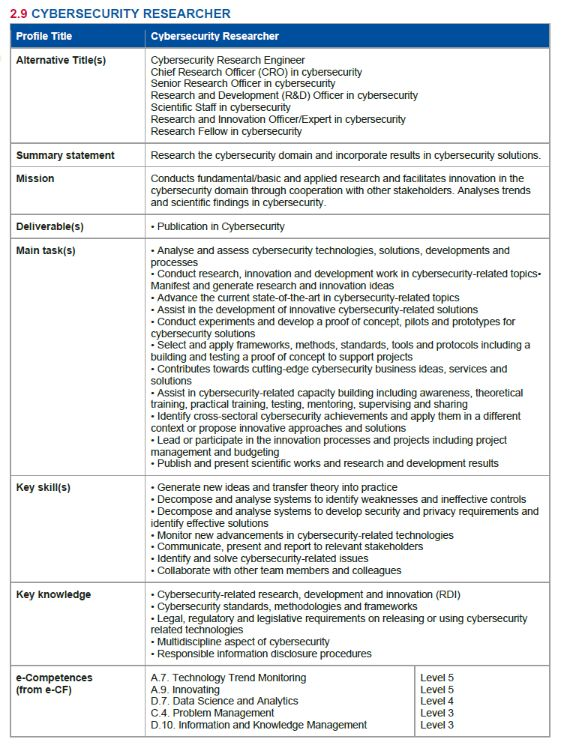 2.9 CYBERSECURITY RESEARCHER
Profile Title Cybersecurity Researcher
Alternative Title(s) Cybersecurity Research Engineer
Chief Research Officer (CRO) in cybersecurity
Senior Research Officer in cybersecurity
Research and Development (R&D) Officer in cybersecurity
Scientific Staff in cybersecurity
Research and Innovation Officer/Expert in cybersecurity
Research Fellow in cybersecurity
Summary statement Research the cybersecurity domain and incorporate results in cybersecurity solutions.
Mission Conducts fundamental/basic and applied research and facilitates innovation in the
cybersecurity domain through cooperation with other stakeholders. Analyses trends
and scientific findings in cybersecurity.
Deliverable(s) • Publication in Cybersecurity
Main task(s) • Analyse and assess cybersecurity technologies, solutions, developments and
processes
• Conduct research, innovation and development work in cybersecurity-related topics•
Manifest and generate research and innovation ideas
• Advance the current state-of-the-art in cybersecurity-related topics
• Assist in the development of innovative cybersecurity-related solutions
• Conduct experiments and develop a proof of concept, pilots and prototypes for
cybersecurity solutions
• Select and apply frameworks, methods, standards, tools and protocols including a
building and testing a proof of concept to support projects
• Contributes towards cutting-edge cybersecurity business ideas, services and
solutions
• Assist in cybersecurity-related capacity building including awareness, theoretical
training, practical training, testing, mentoring, supervising and sharing
• Identify cross-sectoral cybersecurity achievements and apply them in a different
context or propose innovative approaches and solutions
• Lead or participate in the innovation processes and projects including project
management and budgeting
• Publish and present scientific works and research and development results
Key skill(s) • Generate new ideas and transfer theory into practice
• Decompose and analyse systems to identify weaknesses and ineffective controls
• Decompose and analyse systems to develop security and privacy requirements and
identify effective solutions
• Monitor new advancements in cybersecurity-related technologies
• Communicate, present and report to relevant stakeholders
• Identify and solve cybersecurity-related issues
• Collaborate with other team members and colleagues
Key knowledge • Cybersecurity-related research, development and innovation (RDI)
• Cybersecurity standards, methodologies and frameworks
• Legal, regulatory and legislative requirements on releasing or using cybersecurity
related technologies
• Multidiscipline aspect of cybersecurity
• Responsible information disclosure procedures
e-Competences A.7. Technology Trend Monitoring Level 5
(from e-CF) A.9. Innovating Level 5
D.7. Data Science and Analytics Level 4
C.4. Problem Management Level 3
D.10. Information and Knowledge Management Level 3